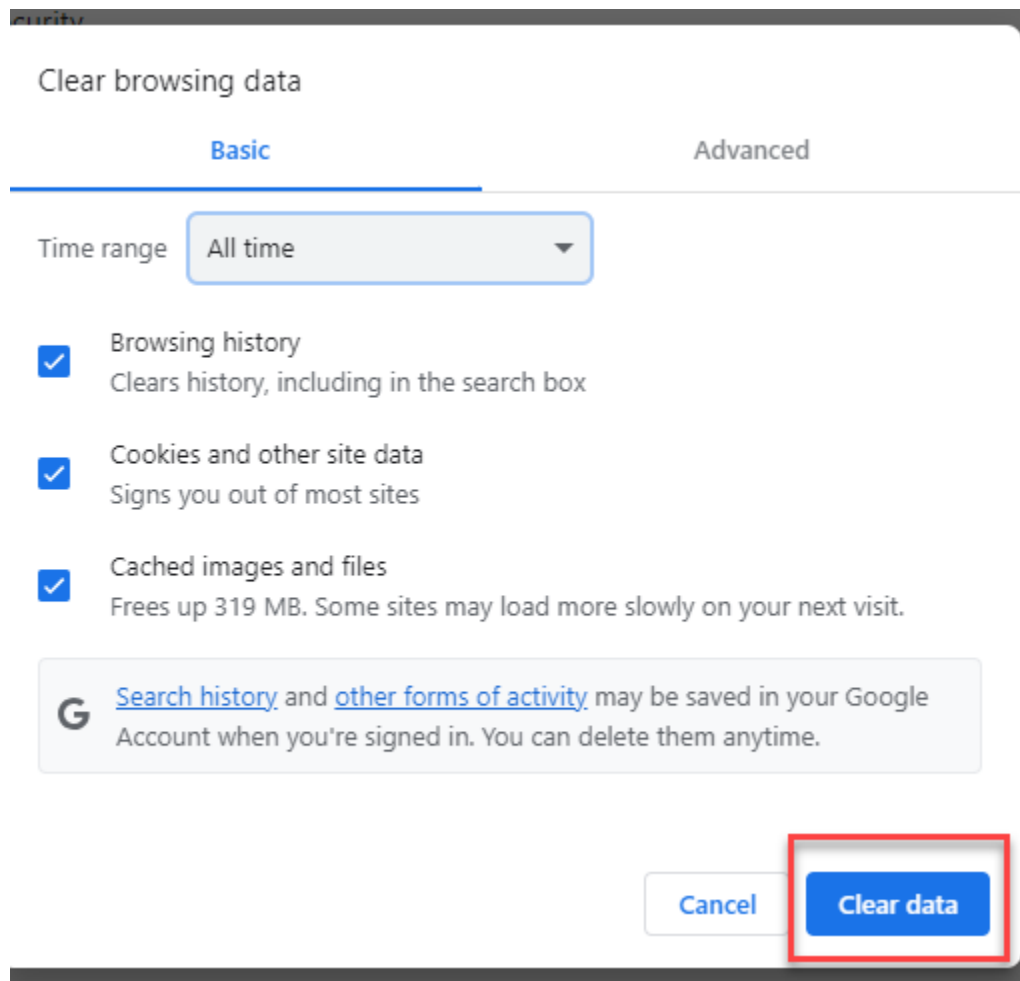 curity
Clear browsing data
Basic
Advanced
Time range
All time
Browsing history
Clears history, including in the search box
Cookies and other site data
Signs you out of most sites
Cached images and files
Frees up 319 MB. Some sites may load more slowly on your next visit.
G
Search history and other forms of activity may be saved in your Google
Account when you're signed in. You can delete them anytime.
Cancel
Clear data